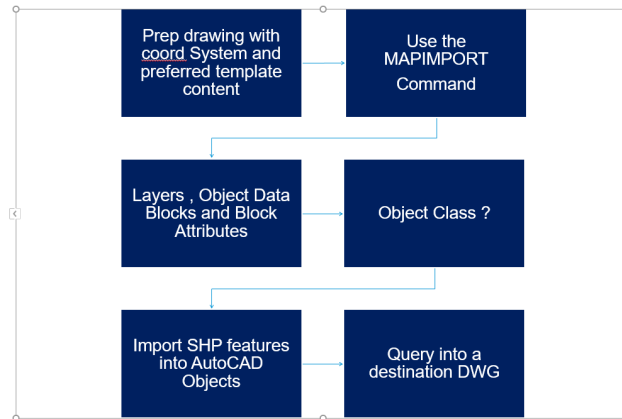 Prep drawing with
coord System and
preferred template
content
Use the
MAPIMPORT
Command
Layers , Object Data
Blocks and Block
Attributes
Object Class ?
Import SHP features
into AutoCAD
Objects
Query into a
destination DWG